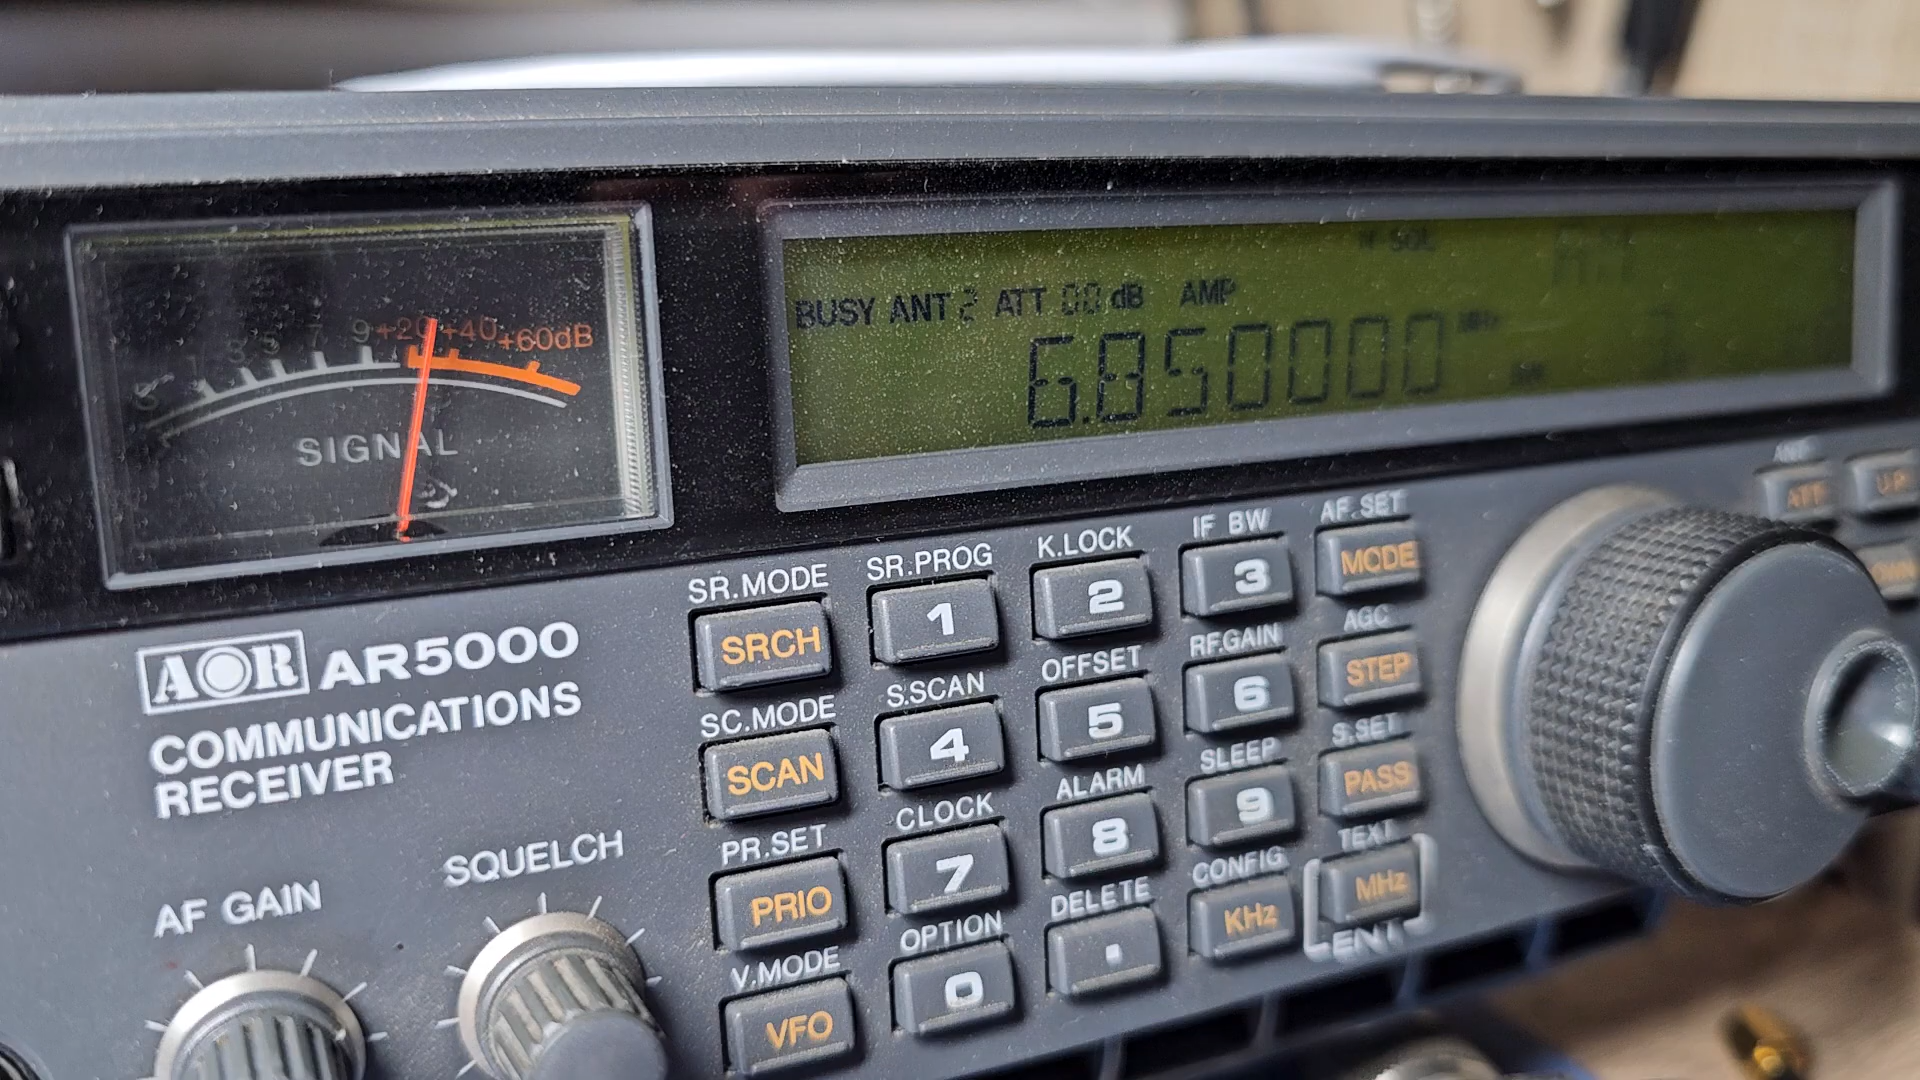 9 +20 +40 +60dB
SIGNAL
BUSY ANT 2 ATT 00 dB AMP
6.850000 MHz
AOR AR5000
COMMUNICATIONS
RECEIVER
AF GAIN
SQUELCH
SR.MODE SR.PROG K.LOCK IF BW AF.SET
SRCH 1 2 3 MODE
SC.MODE S.SCAN OFFSET RF.GAIN AGC
SCAN 4 5 6 STEP
PR.SET CLOCK ALARM SLEEP S.SET
PRIO 7 8 9 PASS
V.MODE OPTION DELETE CONFIG TEXT
VFO 0 . KHz MHz
ENT
ATT UP